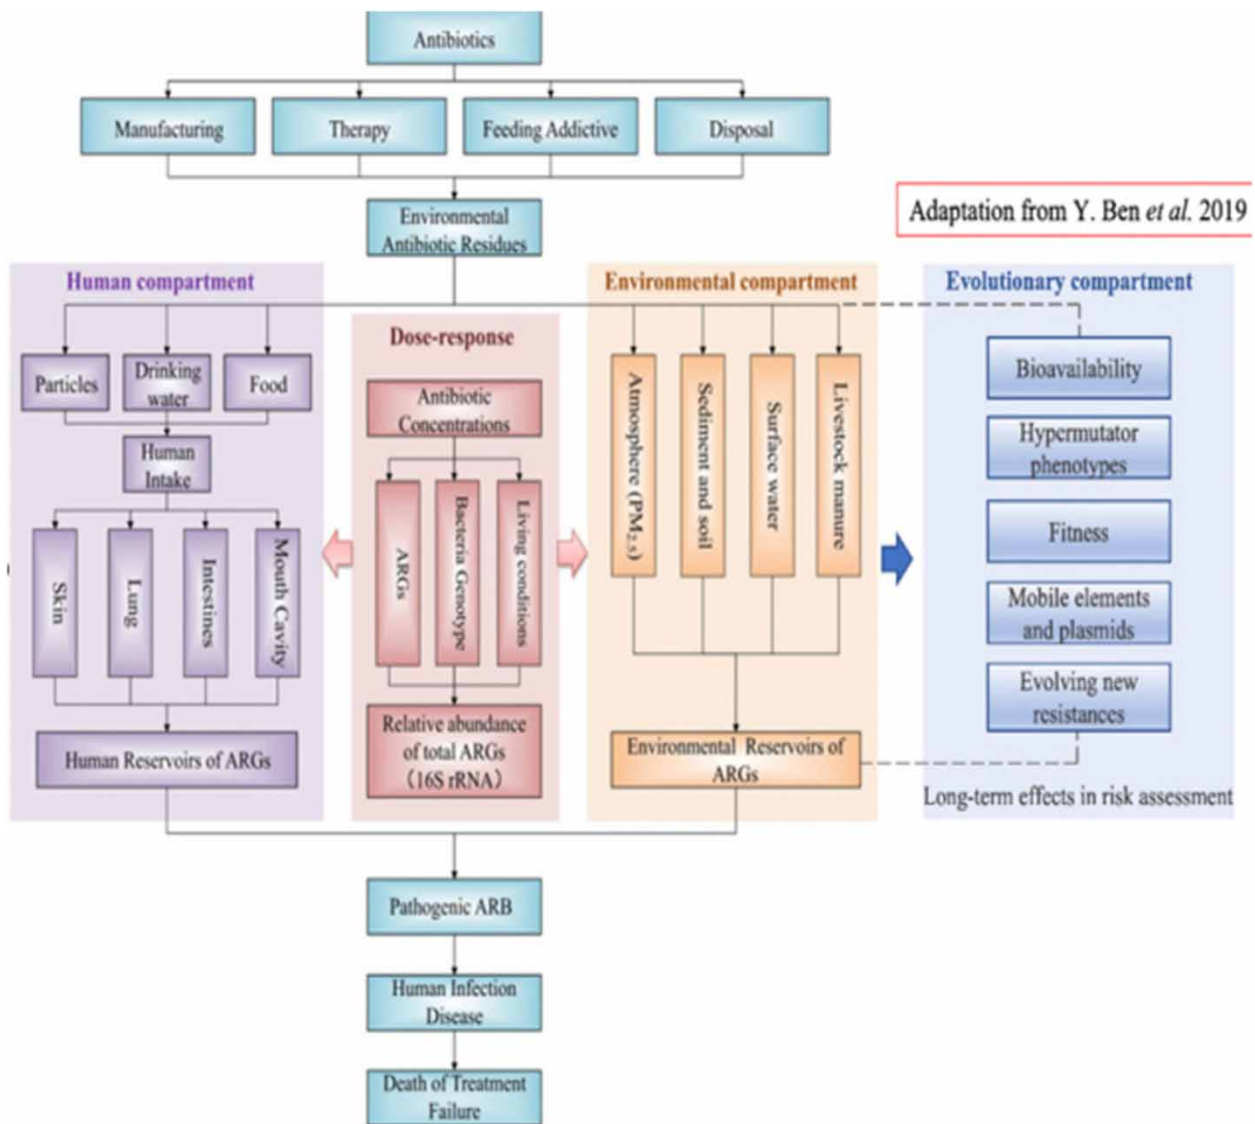 Antibiotics
Manufacturing
Therapy
Feeding Addictive
Disposal
Environmental
Antibiotic Residues
Adaptation from Y. Ben et al. 2019
Human compartment
Particles
Drinking
water
Food
Human
Intake
Skin
Lung
Intestines
Mouth Cavity
Human Reservoirs of ARGs
Dose-response
Antibiotic
Concentrations
ARGs
Bacteria Genotype
Living conditions
Relative abundance
of total ARGs
(16S rRNA)
Environmental compartment
Atmosphere (PM2.5)
Sediment and soil
Surface water
Livestock manure
Environmental Reservoirs of
ARGs
Evolutionary compartment
Bioavailability
Hypermutator
phenotypes
Fitness
Mobile elements
and plasmids
Evolving new
resistances
Long-term effects in risk assessment
Pathogenic ARB
Human Infection
Disease
Death of Treatment
Failure